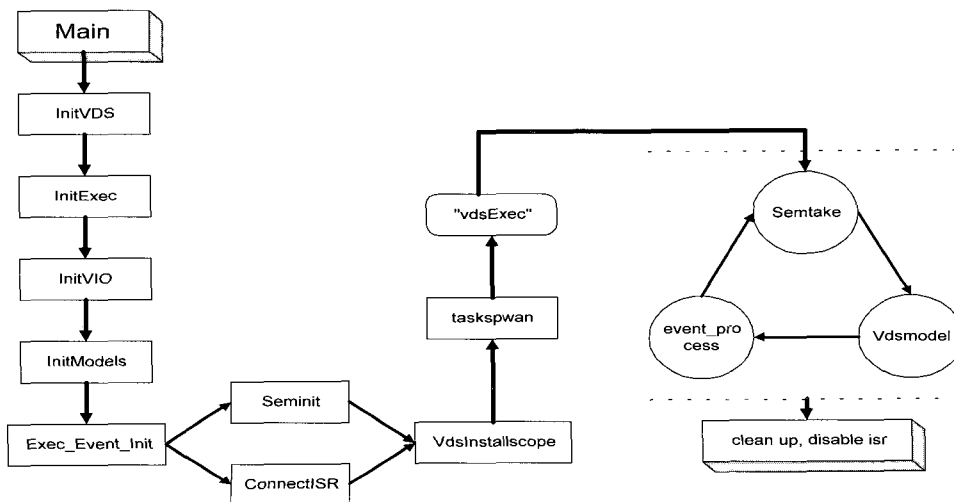 Main
InitVDS
InitExec
InitVIO
InitModels
Exec_Event_Init
Seminit
ConnectISR
VdsInstallscope
taskspwan
"vdsExec"
Semtake
Vdsmodel
event_pro
cess
clean up, disable isr